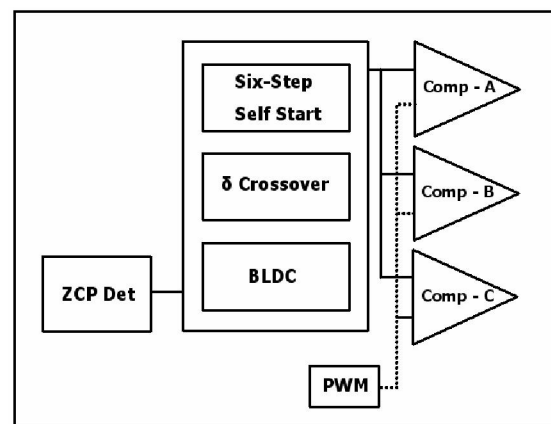 Six-Step
Self Start
Comp - A
δ Crossover
Comp - B
BLDC
ZCP Det
Comp - C
PWM